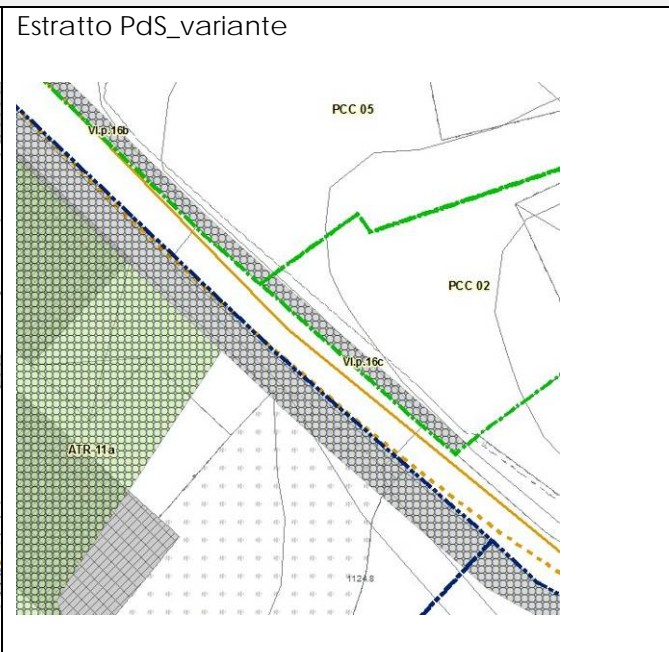 Estratto PdS_variante
PCC 05
VI.p.16b
PCC 02
VI.p.16c
ATR-11a
1124.8